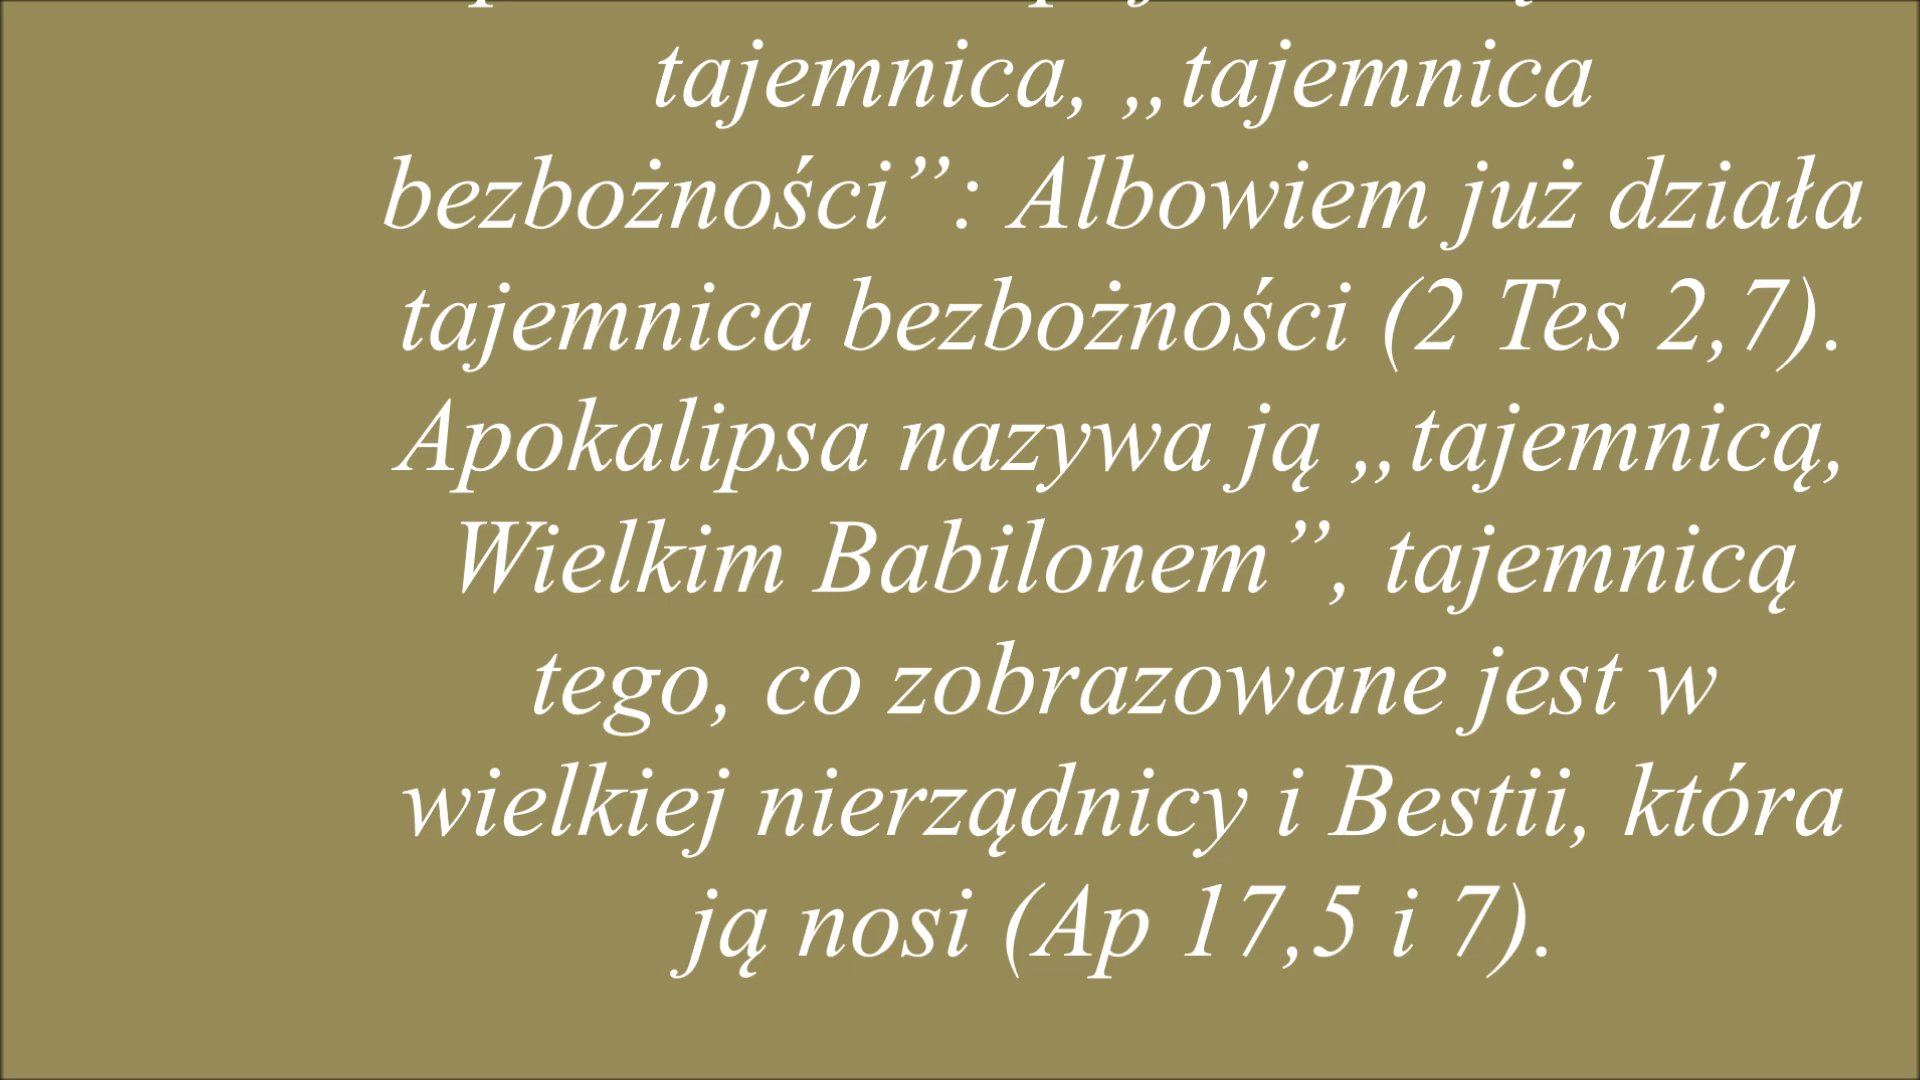 tajemnica, „tajemnica
bezbożności”: Albowiem już działa
tajemnica bezbożności (2 Tes 2,7).
Apokalipsa nazywa ją „tajemnicą,
Wielkim Babilonem”, tajemnicą
tego, co zobrazowane jest w
wielkiej nierządnicy i Bestii, która
ją nosi (Ap 17,5 i 7).